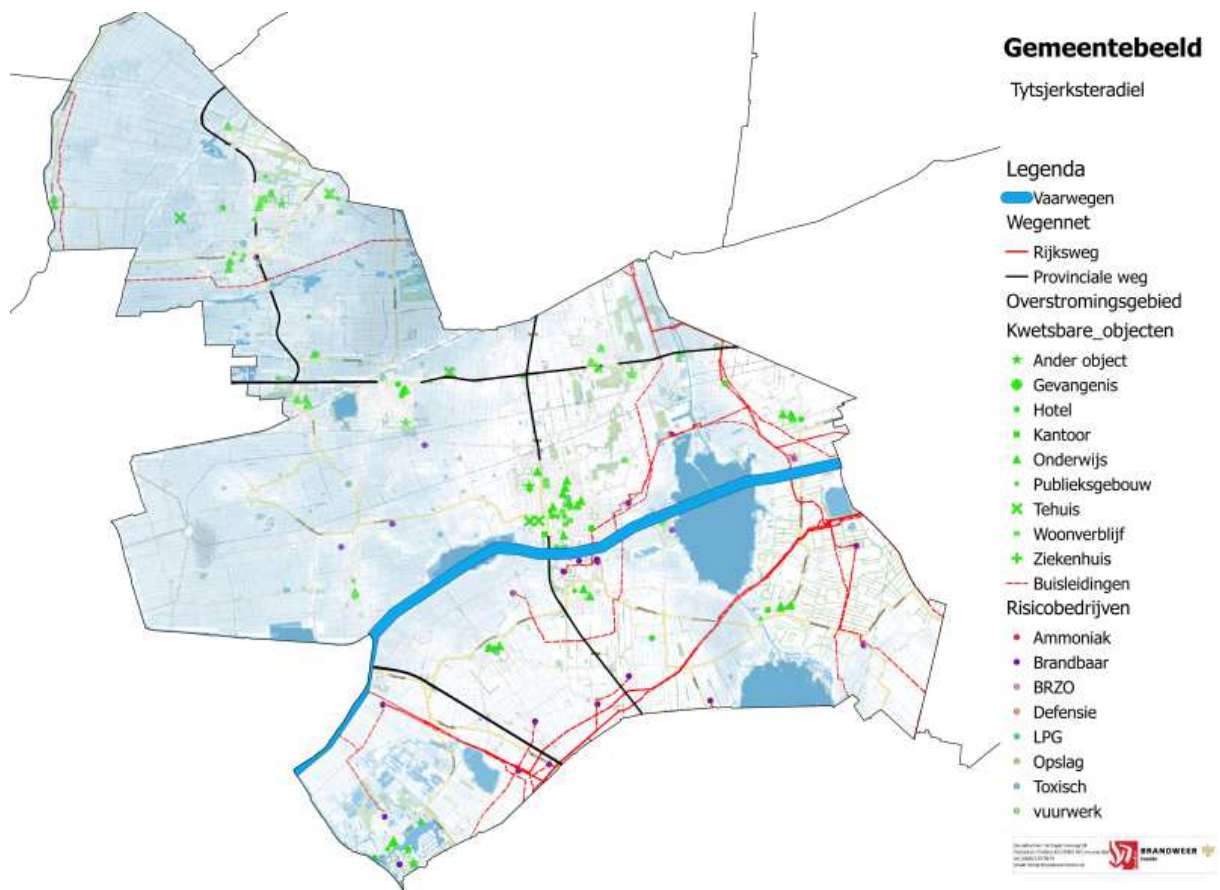 Gemeentebeeld
Tytsjerksteradiel
Legenda
Vaarwegen
Wegennet
Rijksweg
Provinciale weg
Overstromingsgebied
Kwetsbare_objecten
Ander object
Gevangenis
Hotel
Kantoor
Onderwijs
Publieksgebouw
Tehuis
Woonverblijf
Ziekenhuis
Buisleidingen
Risicobedrijven
Ammoniak
Brandbaar
BRZO
Defensie
LPG
Opslag
Toxisch
vuurwerk
BRANDWEER